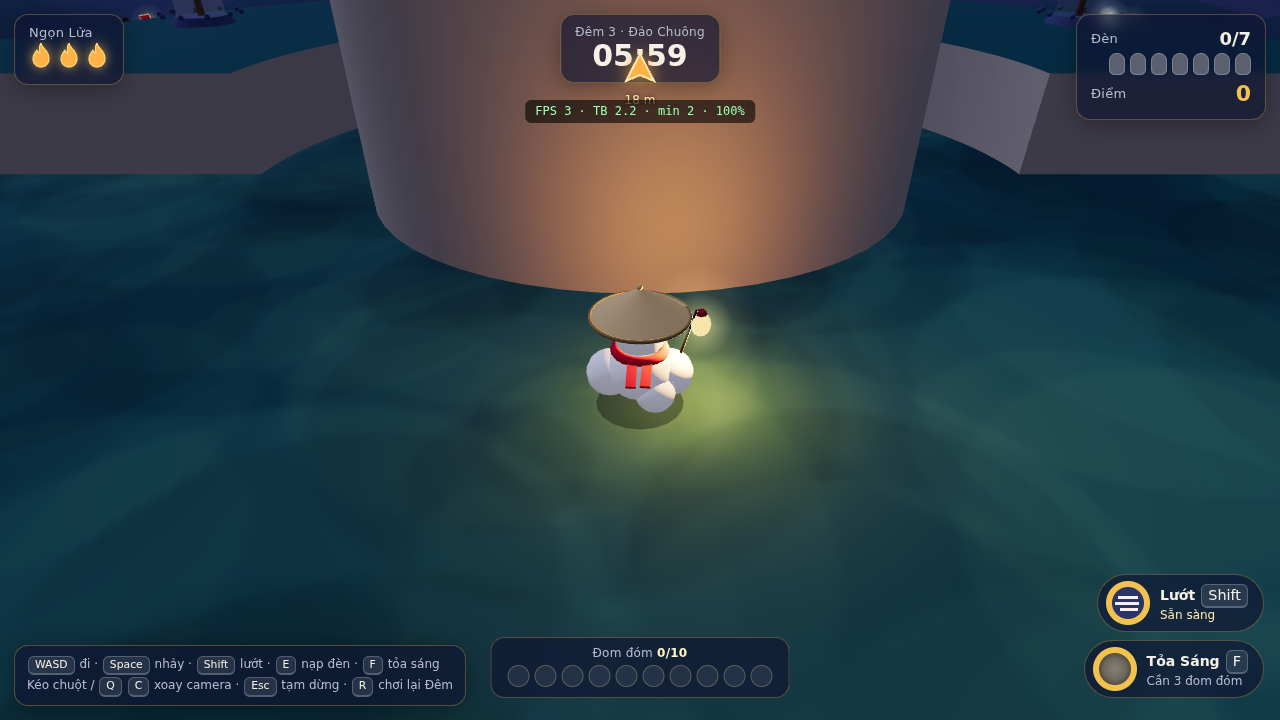 Ngọn Lửa
Đêm 3 · Đảo Chuông
05:59
18 m
FPS 3 · TB 2.2 · min 2 · 100%
Đèn 0/7
Điểm 0
Lướt Shift
Sẵn sàng
Tỏa Sáng F
Cần 3 đom đóm
Đom đóm 0/10
WASD đi · Space nhảy · Shift lướt · E nạp đèn · F tỏa sáng
Kéo chuột / Q C xoay camera · Esc tạm dừng · R chơi lại Đêm